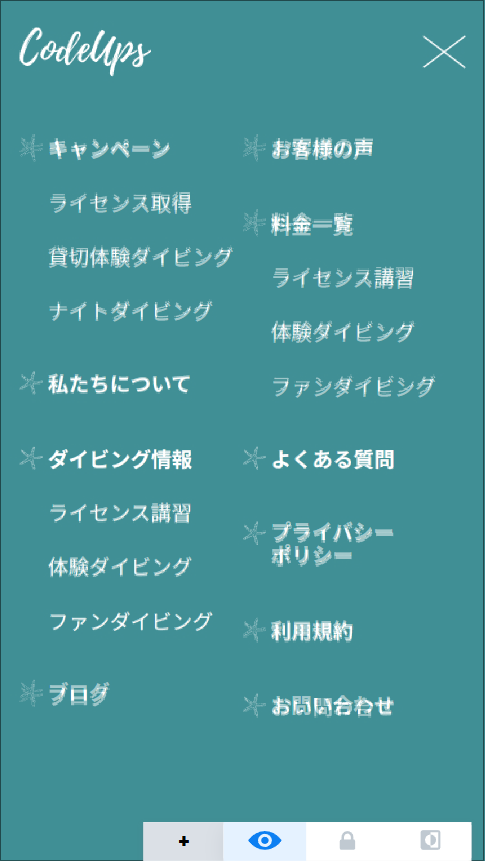 CodeUps
キャンペーン
ライセンス取得
貸切体験ダイビング
ナイトダイビング
私たちについて
ダイビング情報
ライセンス講習
体験ダイビング
ファンダイビング
ブログ
お客様の声
料金一覧
ライセンス講習
体験ダイビング
ファンダイビング
よくある質問
プライバシー
ポリシー
利用規約
お問い合わせ